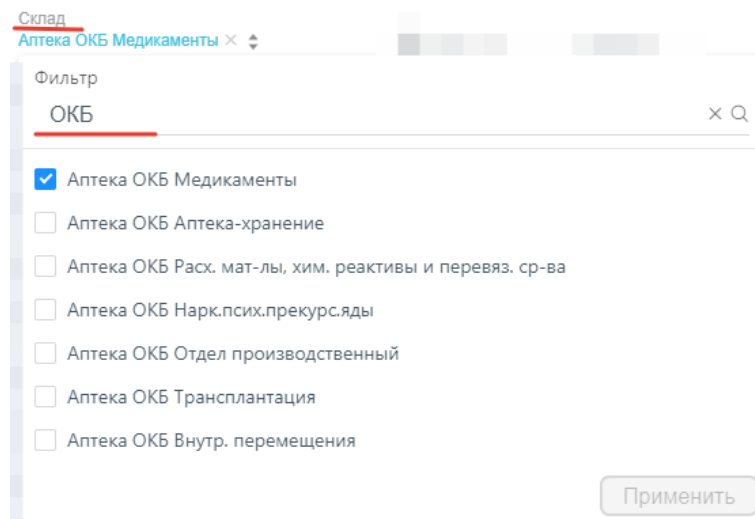 Склад
Аптека ОКБ Медикаменты
Фильтр
ОКБ
Аптека ОКБ Медикаменты
Аптека ОКБ Аптека-хранение
Аптека ОКБ Расх. мат-лы, хим. реактивы и перевяз. ср-ва
Аптека ОКБ Нарк.псих.прекурс.яды
Аптека ОКБ Отдел производственный
Аптека ОКБ Трансплантация
Аптека ОКБ Внутр. перемещения
Применить